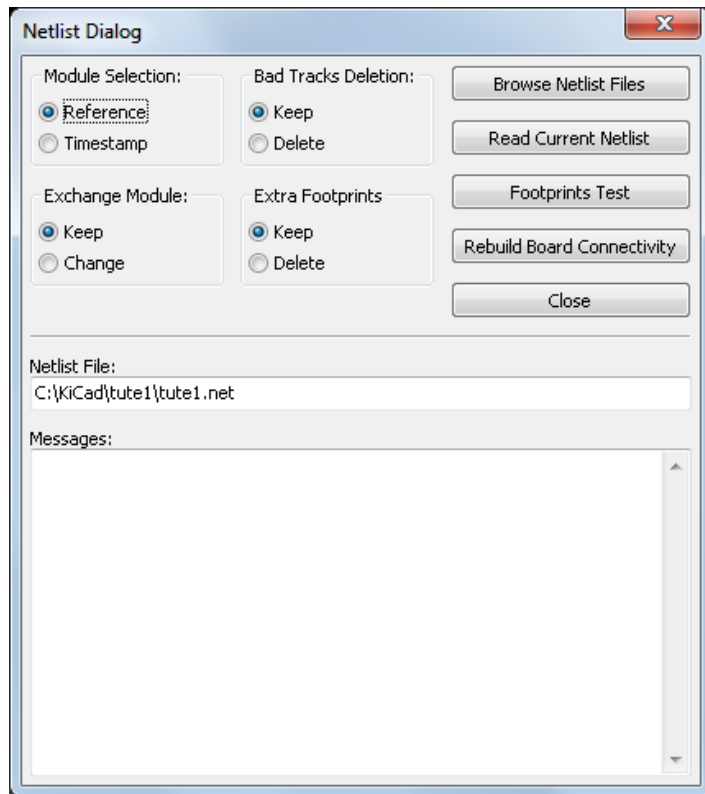 Netlist Dialog
Module Selection:
Reference
Timestamp
Bad Tracks Deletion:
Keep
Delete
Exchange Module:
Keep
Change
Extra Footprints
Keep
Delete
Browse Netlist Files
Read Current Netlist
Footprints Test
Rebuild Board Connectivity
Close
Netlist File:
C:\KiCad\tute1\tute1.net
Messages: